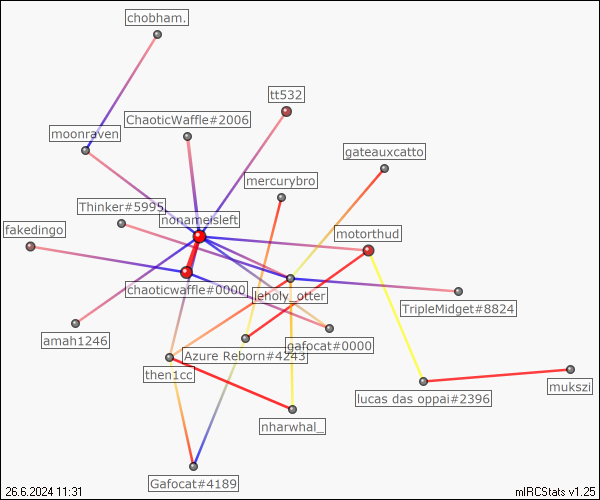 chobham.
tt532
ChaoticWaffle#2006
moonraven
gateauxcatto
mercurybro
Thinker#5995
nonameisleft
fakedingo
motorthud
chaoticwaffle#0000
leholy_otter
TripleMidget#8824
amah1246
gafocat#0000
Azure Reborn#4243
then1cc
mukszi
lucas das oppai#2396
nharwhal_
Gafocat#4189
26.6.2024 11:31
mIRCStats v1.25